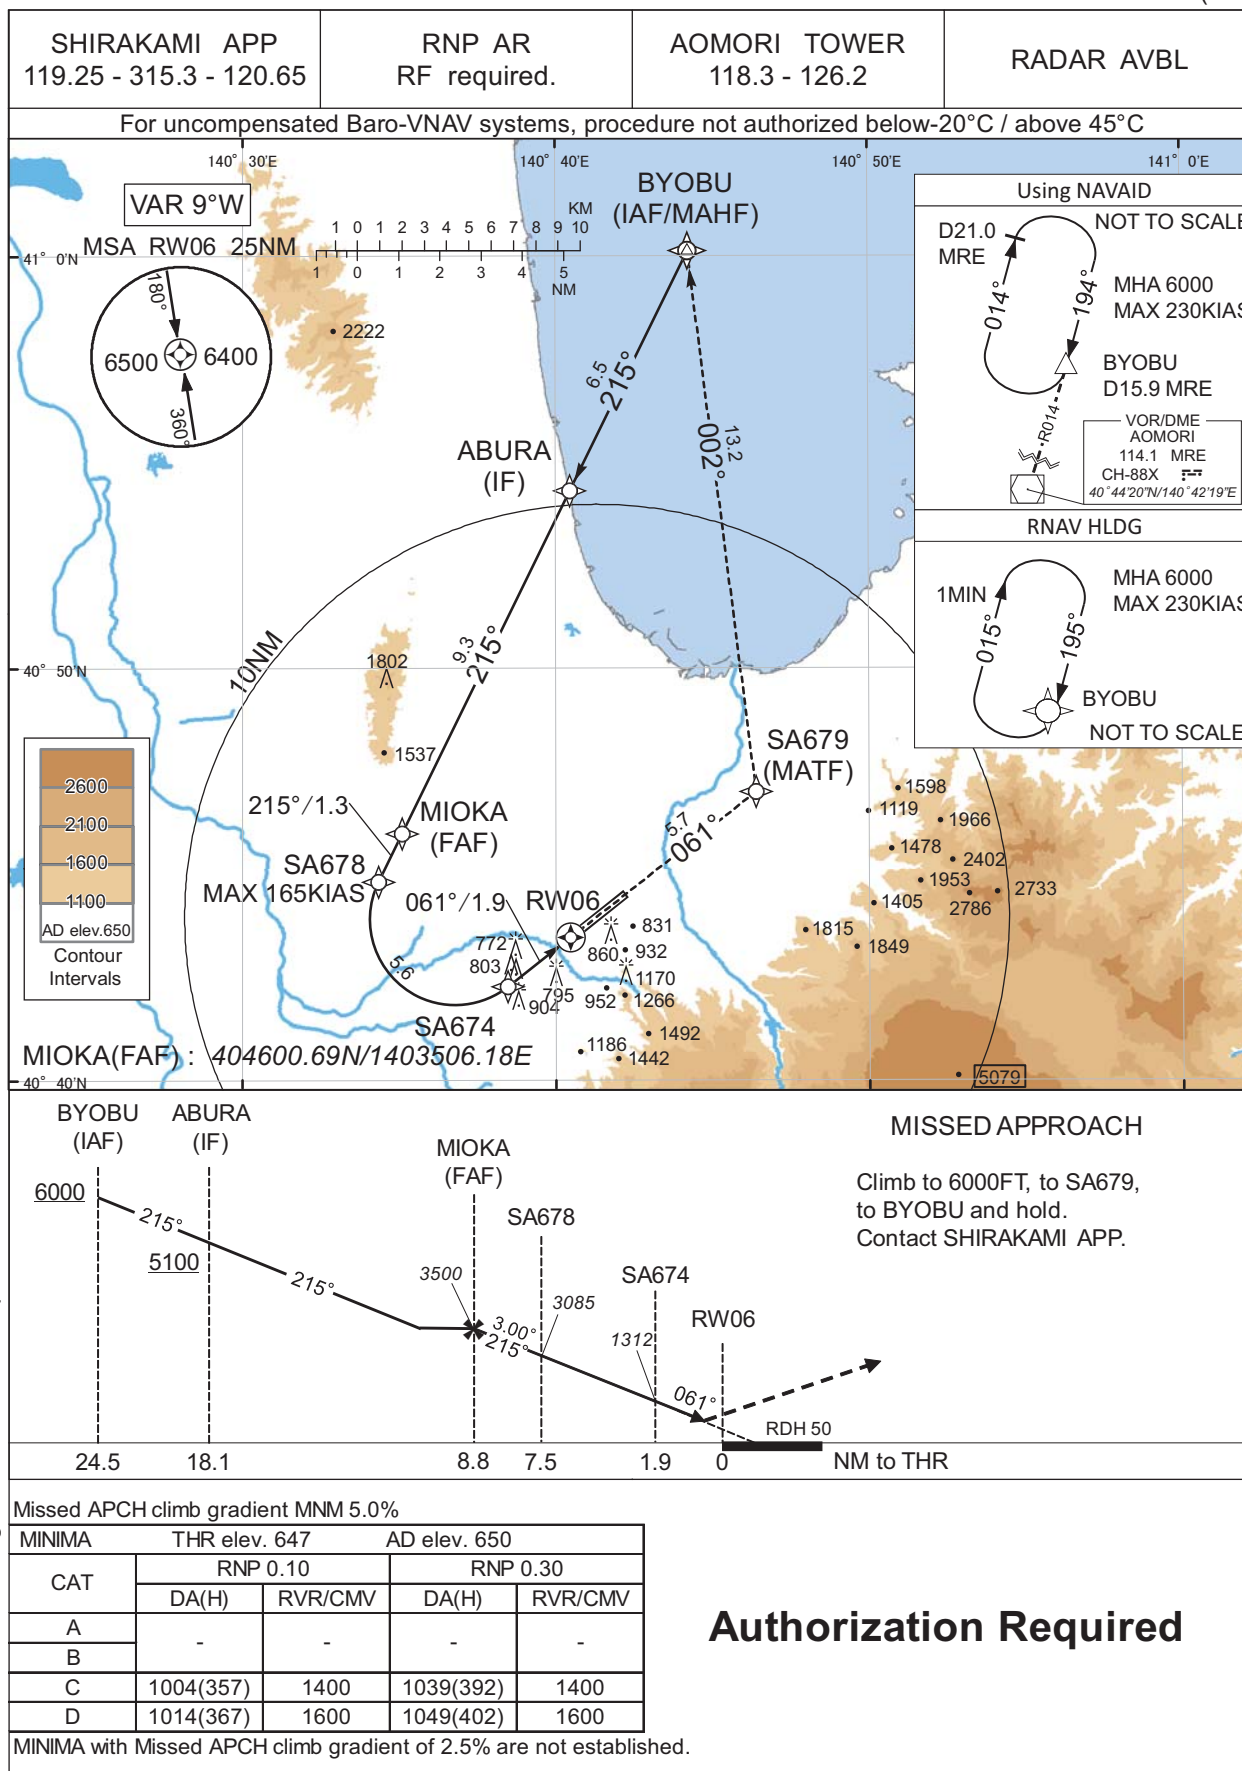 SHIRAKAMI APP
119.25 - 315.3 - 120.65
RNP AR
RF required.
AOMORI TOWER
118.3 - 126.2
RADAR AVBL
For uncompensated Baro-VNAV systems, procedure not authorized below-20°C / above 45°C
140° 30'E
140° 40'E
140° 50'E
141° 0'E
VAR 9°W
MSA RW06 25NM
41° 0'N
180°
6500
6400
360°
KM
1 0 1 2 3 4 5 6 7 8 9 10
1 0 1 2 3 4 5
NM
2222
BYOBU
(IAF/MAHF)
6.5
215°
13.2
002°
ABURA
(IF)
Using NAVAID
NOT TO SCALE
D21.0
MRE
014°
194°
MHA 6000
MAX 230KIAS
BYOBU
D15.9 MRE
R014
VOR/DME
AOMORI
114.1 MRE
CH-88X
40°44'20"N/140°42'19"E
RNAV HLDG
1MIN
015°
195°
MHA 6000
MAX 230KIAS
BYOBU
NOT TO SCALE
10NM
9.3
215°
40° 50'N
1802
1537
SA679
(MATF)
2600
2100
1600
1100
AD elev.650
Contour
Intervals
215°/1.3
MIOKA
(FAF)
SA678
MAX 165KIAS
061°/1.9
RW06
5.7
061°
5.6
1598
1119
1966
1478
2402
1953
2733
2786
1405
1815
1849
831
772
860
932
803
1170
795
952
1266
904
SA674
1492
1186
1442
5079
MIOKA(FAF) : 404600.69N/1403506.18E
40° 40'N
BYOBU
(IAF)
ABURA
(IF)
MIOKA
(FAF)
SA678
SA674
RW06
6000
215°
5100
215°
3500
3.00°
215°
3085
1312
061°
RDH 50
24.5
18.1
8.8
7.5
1.9
0
NM to THR
MISSED APPROACH
Climb to 6000FT, to SA679,
to BYOBU and hold.
Contact SHIRAKAMI APP.
Missed APCH climb gradient MNM 5.0%
MINIMA THR elev. 647 AD elev. 650
CAT RNP 0.10 RNP 0.30
DA(H) RVR/CMV DA(H) RVR/CMV
A
- - - -
B
C 1004(357) 1400 1039(392) 1400
D 1014(367) 1600 1049(402) 1600
MINIMA with Missed APCH climb gradient of 2.5% are not established.
Authorization Required